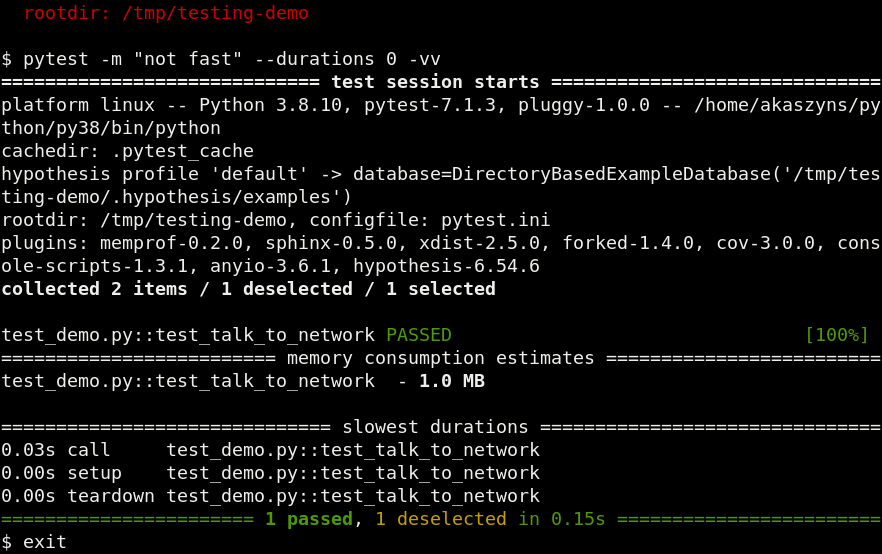 rootdir: /tmp/testing-demo
$ pytest -m "not fast" --durations 0 -vv
============================= test session starts ==============================
platform linux -- Python 3.8.10, pytest-7.1.3, pluggy-1.0.0 -- /home/akaszyns/py
thon/py38/bin/python
cachedir: .pytest_cache
hypothesis profile 'default' -> database=DirectoryBasedExampleDatabase('/tmp/tes
ting-demo/.hypothesis/examples')
rootdir: /tmp/testing-demo, configfile: pytest.ini
plugins: memprof-0.2.0, sphinx-0.5.0, xdist-2.5.0, forked-1.4.0, cov-3.0.0, cons
ole-scripts-1.3.1, anyio-3.6.1, hypothesis-6.54.6
collected 2 items / 1 deselected / 1 selected
test_demo.py::test_talk_to_network PASSED                                [100%]
========================= memory consumption estimates =========================
test_demo.py::test_talk_to_network  - 1.0 MB
============================== slowest durations ===============================
0.03s call     test_demo.py::test_talk_to_network
0.00s setup    test_demo.py::test_talk_to_network
0.00s teardown test_demo.py::test_talk_to_network
======================= 1 passed, 1 deselected in 0.15s ========================
$ exit